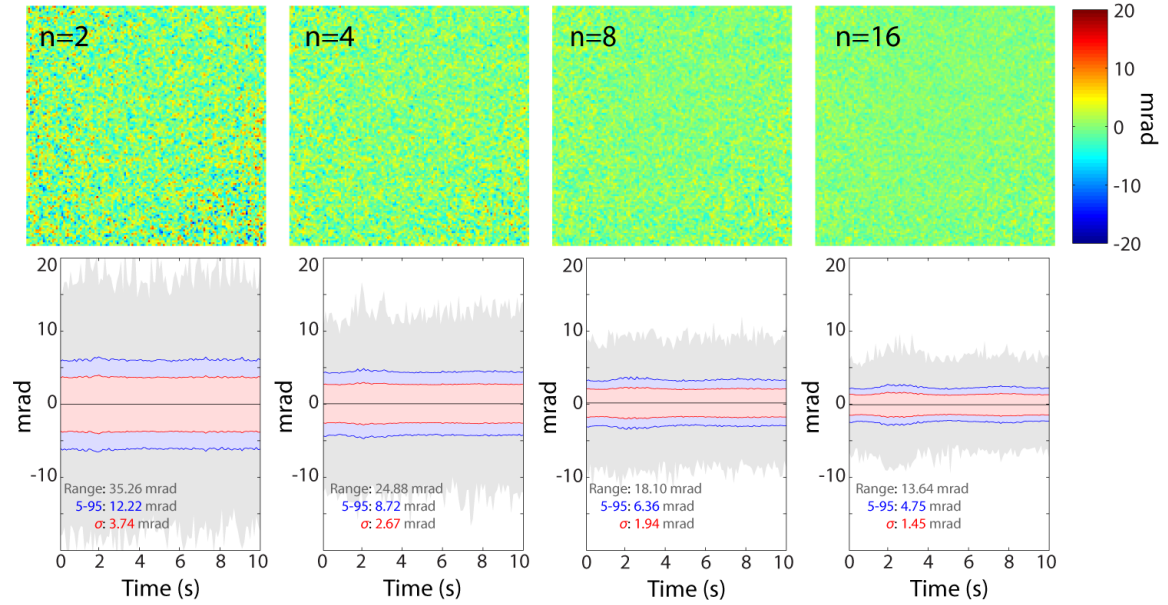 n=2
n=4
n=8
n=16
20
10
0
-10
-20
mrad
20
10
0
-10
mrad
Range: 35.26 mrad
5-95: 12.22 mrad
σ: 3.74 mrad
0 2 4 6 8 10
Time (s)
20
10
0
-10
mrad
Range: 24.88 mrad
5-95: 8.72 mrad
σ: 2.67 mrad
0 2 4 6 8 10
Time (s)
20
10
0
-10
mrad
Range: 18.10 mrad
5-95: 6.36 mrad
σ: 1.94 mrad
0 2 4 6 8 10
Time (s)
20
10
0
-10
mrad
Range: 13.64 mrad
5-95: 4.75 mrad
σ: 1.45 mrad
0 2 4 6 8 10
Time (s)